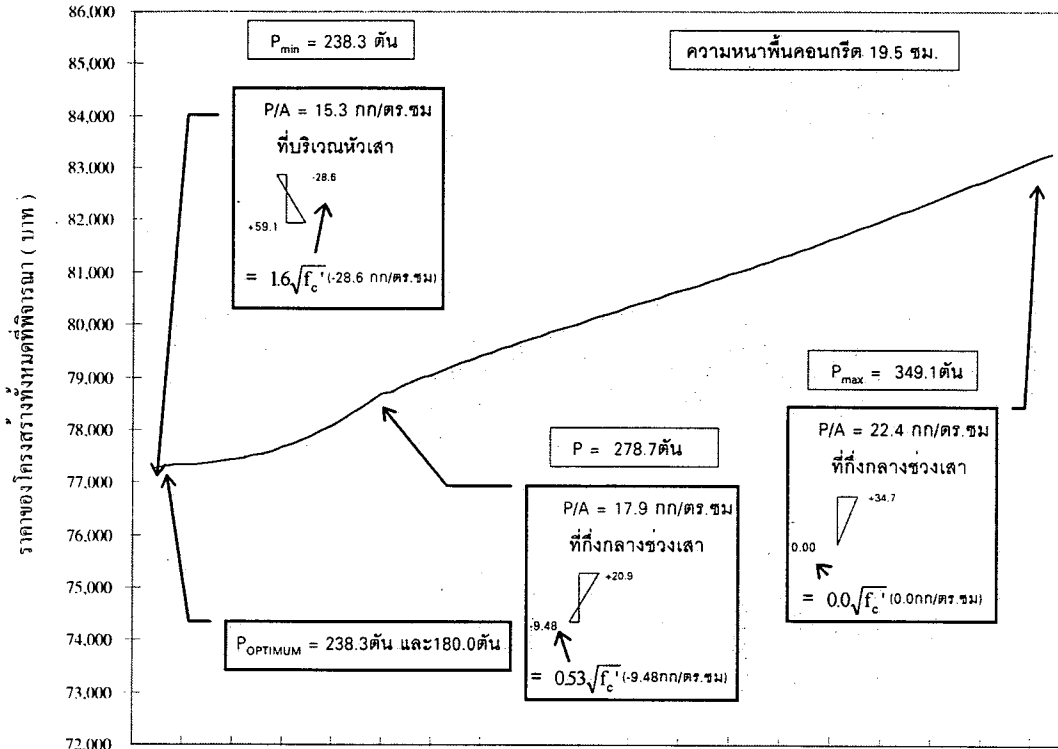 86,000
85,000
84,000
83,000
82,000
81,000
80,000
79,000
78,000
77,000
76,000
75,000
74,000
73,000
72,000
ราคาของโครงสร้างทั้งหมดที่พิจารณา ( บาท )
P_min = 238.3 ตัน
ความหนาพื้นคอนกรีต 19.5 ซม.
P/A = 15.3 กก/ตร.ซม
ที่บริเวณหัวเสา
-28.6
+59.1
= 1.6√f_c' (-28.6 กก/ตร.ซม)
P_max = 349.1ตัน
P/A = 22.4 กก/ตร.ซม
ที่กึ่งกลางช่วงเสา
+34.7
0.00
= 0.0√f_c' (0.0กก/ตร.ซม)
P = 278.7ตัน
P/A = 17.9 กก/ตร.ซม
ที่กึ่งกลางช่วงเสา
+20.9
-9.48
= 0.53√f_c' (-9.48กก/ตร.ซม)
P_OPTIMUM = 238.3ตัน และ180.0ตัน